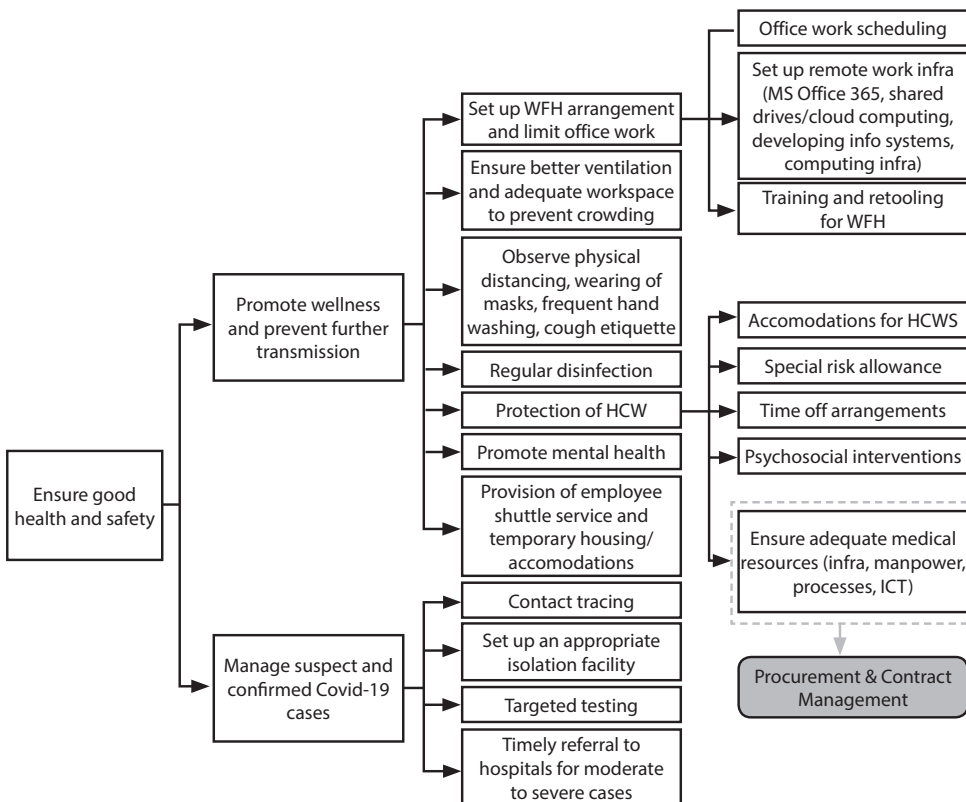 Office work scheduling
Set up remote work infra
(MS Office 365, shared
drives/cloud computing,
developing info systems,
computing infra)
Training and retooling
for WFH
Set up WFH arrangement
and limit office work
Ensure better ventilation
and adequate workspace
to prevent crowding
Observe physical
distancing, wearing of
masks, frequent hand
washing, cough etiquette
Regular disinfection
Protection of HCW
Promote mental health
Provision of employee
shuttle service and
temporary housing/
accomodations
Promote wellness
and prevent further
transmission
Accomodations for HCWS
Special risk allowance
Time off arrangements
Psychosocial interventions
Ensure adequate medical
resources (infra, manpower,
processes, ICT)
Procurement & Contract
Management
Ensure good
health and safety
Manage suspect and
confirmed Covid-19
cases
Contact tracing
Set up an appropriate
isolation facility
Targeted testing
Timely referral to
hospitals for moderate
to severe cases